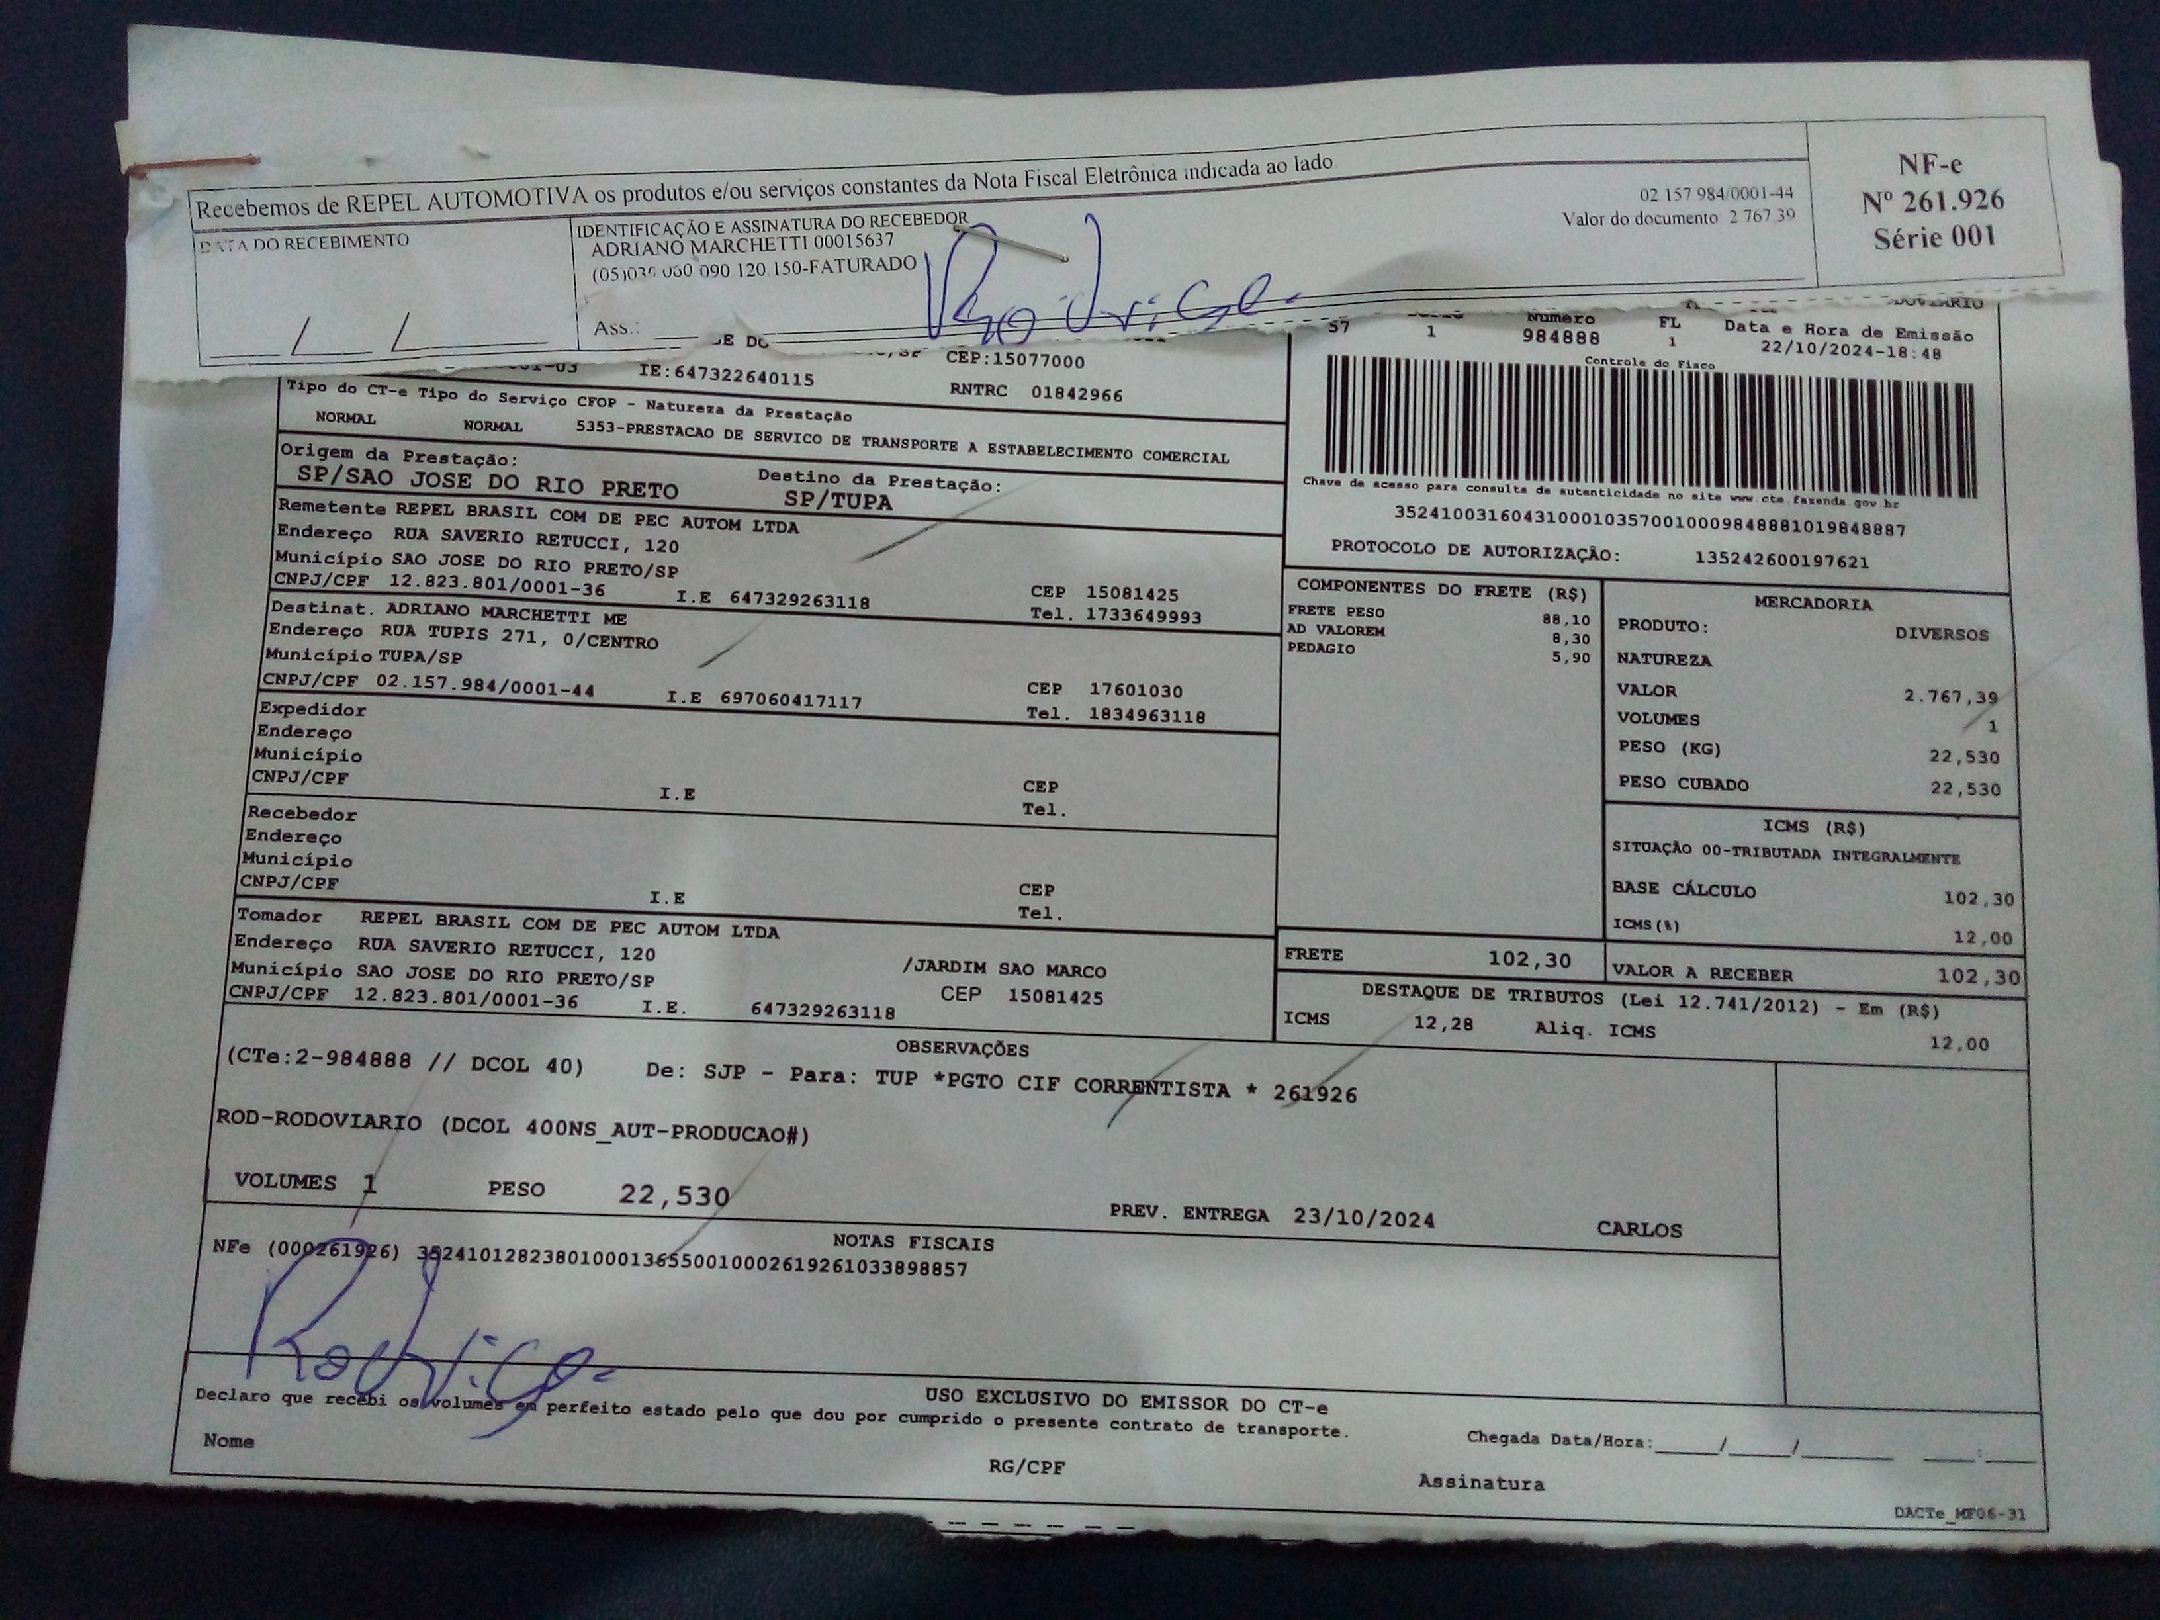 Recebemos de REPEL AUTOMOTIVA os produtos e/ou serviços constantes da Nota Fiscal Eletrônica indicada ao lado
NF-e
Nº 261.926
Série 001
02 157 984/0001-44
Valor do documento 2 767,39
DATA DO RECEBIMENTO
IDENTIFICAÇÃO E ASSINATURA DO RECEBEDOR
ADRIANO MARCHETTI 00015637
090 120.150-FATURADO
Ass.:
Rodrigo
CEP:15077000
IE:647322640115
RNTRC 01842966
57 1
Número
984888
FL
1
Data e Hora de Emissão
22/10/2024-18:48
Controle do Fisco
Tipo do CT-e Tipo do Serviço CFOP - Natureza da Prestação
NORMAL NORMAL 5353-PRESTACAO DE SERVICO DE TRANSPORTE A ESTABELECIMENTO COMERCIAL
Origem da Prestação: Destino da Prestação:
SP/SAO JOSE DO RIO PRETO SP/TUPA
Chave de acesso para consulta de autenticidade no site www.cte.fazenda.gov.br
35241003160431000103570010009848881019848887
PROTOCOLO DE AUTORIZAÇÃO: 135242600197621
Remetente REPEL BRASIL COM DE PEC AUTOM LTDA
Endereço RUA SAVERIO RETUCCI, 120
Município SAO JOSE DO RIO PRETO/SP CEP 15081425
CNPJ/CPF 12.823.801/0001-36 I.E 647329263118 Tel. 1733649993
Destinat. ADRIANO MARCHETTI ME
Endereço RUA TUPIS 271, 0/CENTRO
Município TUPA/SP CEP 17601030
CNPJ/CPF 02.157.984/0001-44 I.E 697060417117 Tel. 1834963118
Expedidor
Endereço
Município CEP
CNPJ/CPF I.E Tel.
Recebedor
Endereço
Município CEP
CNPJ/CPF I.E Tel.
Tomador REPEL BRASIL COM DE PEC AUTOM LTDA
Endereço RUA SAVERIO RETUCCI, 120 /JARDIM SAO MARCO
Município SAO JOSE DO RIO PRETO/SP CEP 15081425
CNPJ/CPF 12.823.801/0001-36 I.E. 647329263118
COMPONENTES DO FRETE (R$)
FRETE PESO 88,10
AD VALOREM 8,30
PEDAGIO 5,90
MERCADORIA
PRODUTO: DIVERSOS
NATUREZA
VALOR 2.767,39
VOLUMES 1
PESO (KG) 22,530
PESO CUBADO 22,530
ICMS (R$)
SITUAÇÃO 00-TRIBUTADA INTEGRALMENTE
BASE CÁLCULO 102,30
ICMS(%) 12,00
FRETE 102,30 VALOR A RECEBER 102,30
DESTAQUE DE TRIBUTOS (Lei 12.741/2012) - Em (R$)
ICMS 12,28 Aliq. ICMS 12,00
OBSERVAÇÕES
(CTe:2-984888 // DCOL 40) De: SJP - Para: TUP *PGTO CIF CORRENTISTA * 261926
ROD-RODOVIARIO (DCOL 400NS_AUT-PRODUCAO#)
VOLUMES 1 PESO 22,530 PREV. ENTREGA 23/10/2024 CARLOS
NOTAS FISCAIS
NFe (000261926) 35241012823801000136550010002619261033898857
Rodrigo
USO EXCLUSIVO DO EMISSOR DO CT-e
Declaro que recebi os volumes em perfeito estado pelo que dou por cumprido o presente contrato de transporte.
Nome RG/CPF Assinatura Chegada Data/Hora:
DACTe_MF06-31